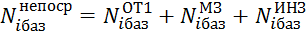 N_{iбаз}^{непоср} = N_{iбаз}^{ОТ1} + N_{iбаз}^{МЗ} + N_{iбаз}^{ИНЗ}